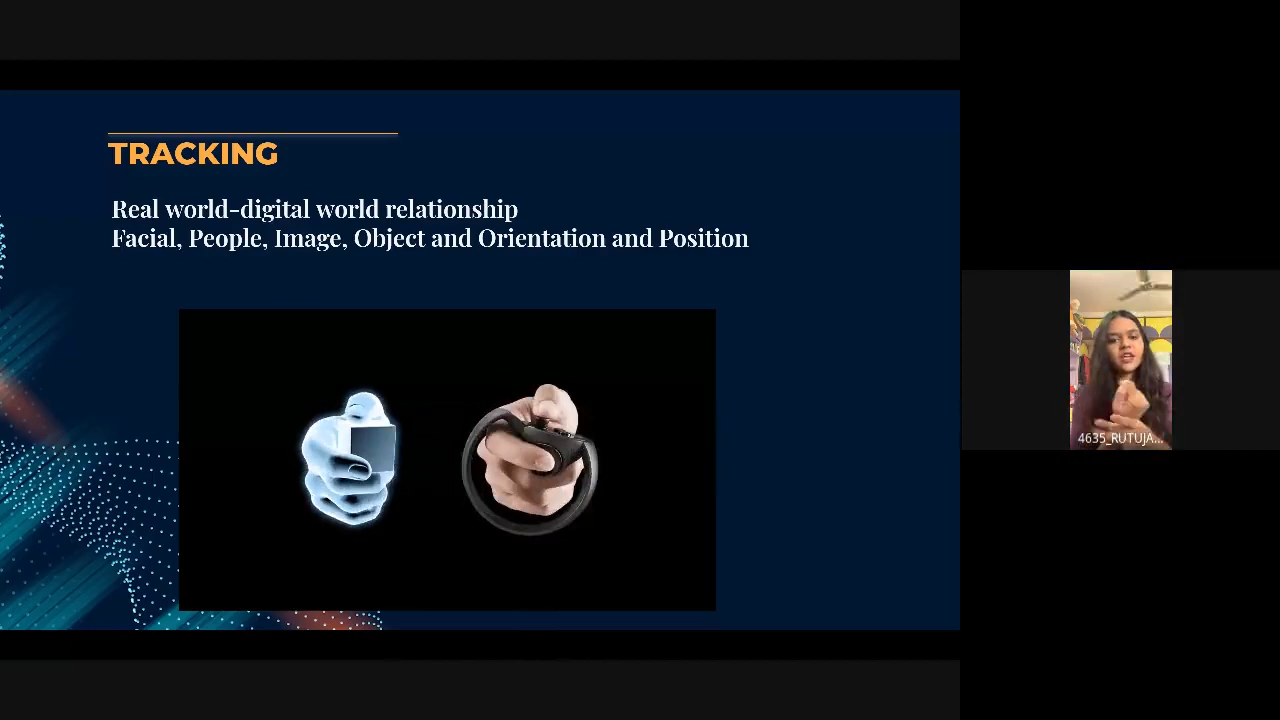 TRACKING
Real world-digital world relationship
Facial, People, Image, Object and Orientation and Position
4635_RUTUJA...